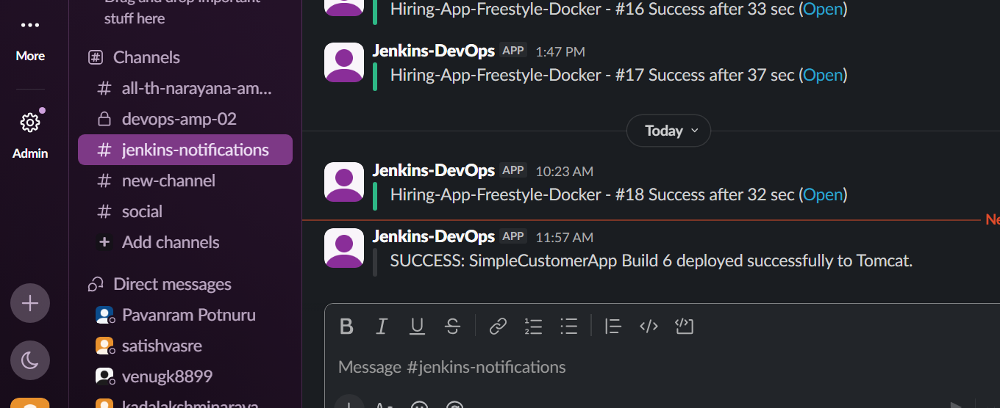 Drag and drop important
stuff here
More
Admin
Channels
# all-th-narayana-am...
devops-amp-02
# jenkins-notifications
# new-channel
# social
+ Add channels
Direct messages
Pavanram Potnuru
satishvasre
venugk8899
kadalakshminaraya
Hiring-App-Freestyle-Docker - #16 Success after 33 sec (Open)
Jenkins-DevOps APP 1:47 PM
Hiring-App-Freestyle-Docker - #17 Success after 37 sec (Open)
Today
Jenkins-DevOps APP 10:23 AM
Hiring-App-Freestyle-Docker - #18 Success after 32 sec (Open)
Jenkins-DevOps APP 11:57 AM
SUCCESS: SimpleCustomerApp Build 6 deployed successfully to Tomcat.
B I U S
Message #jenkins-notifications